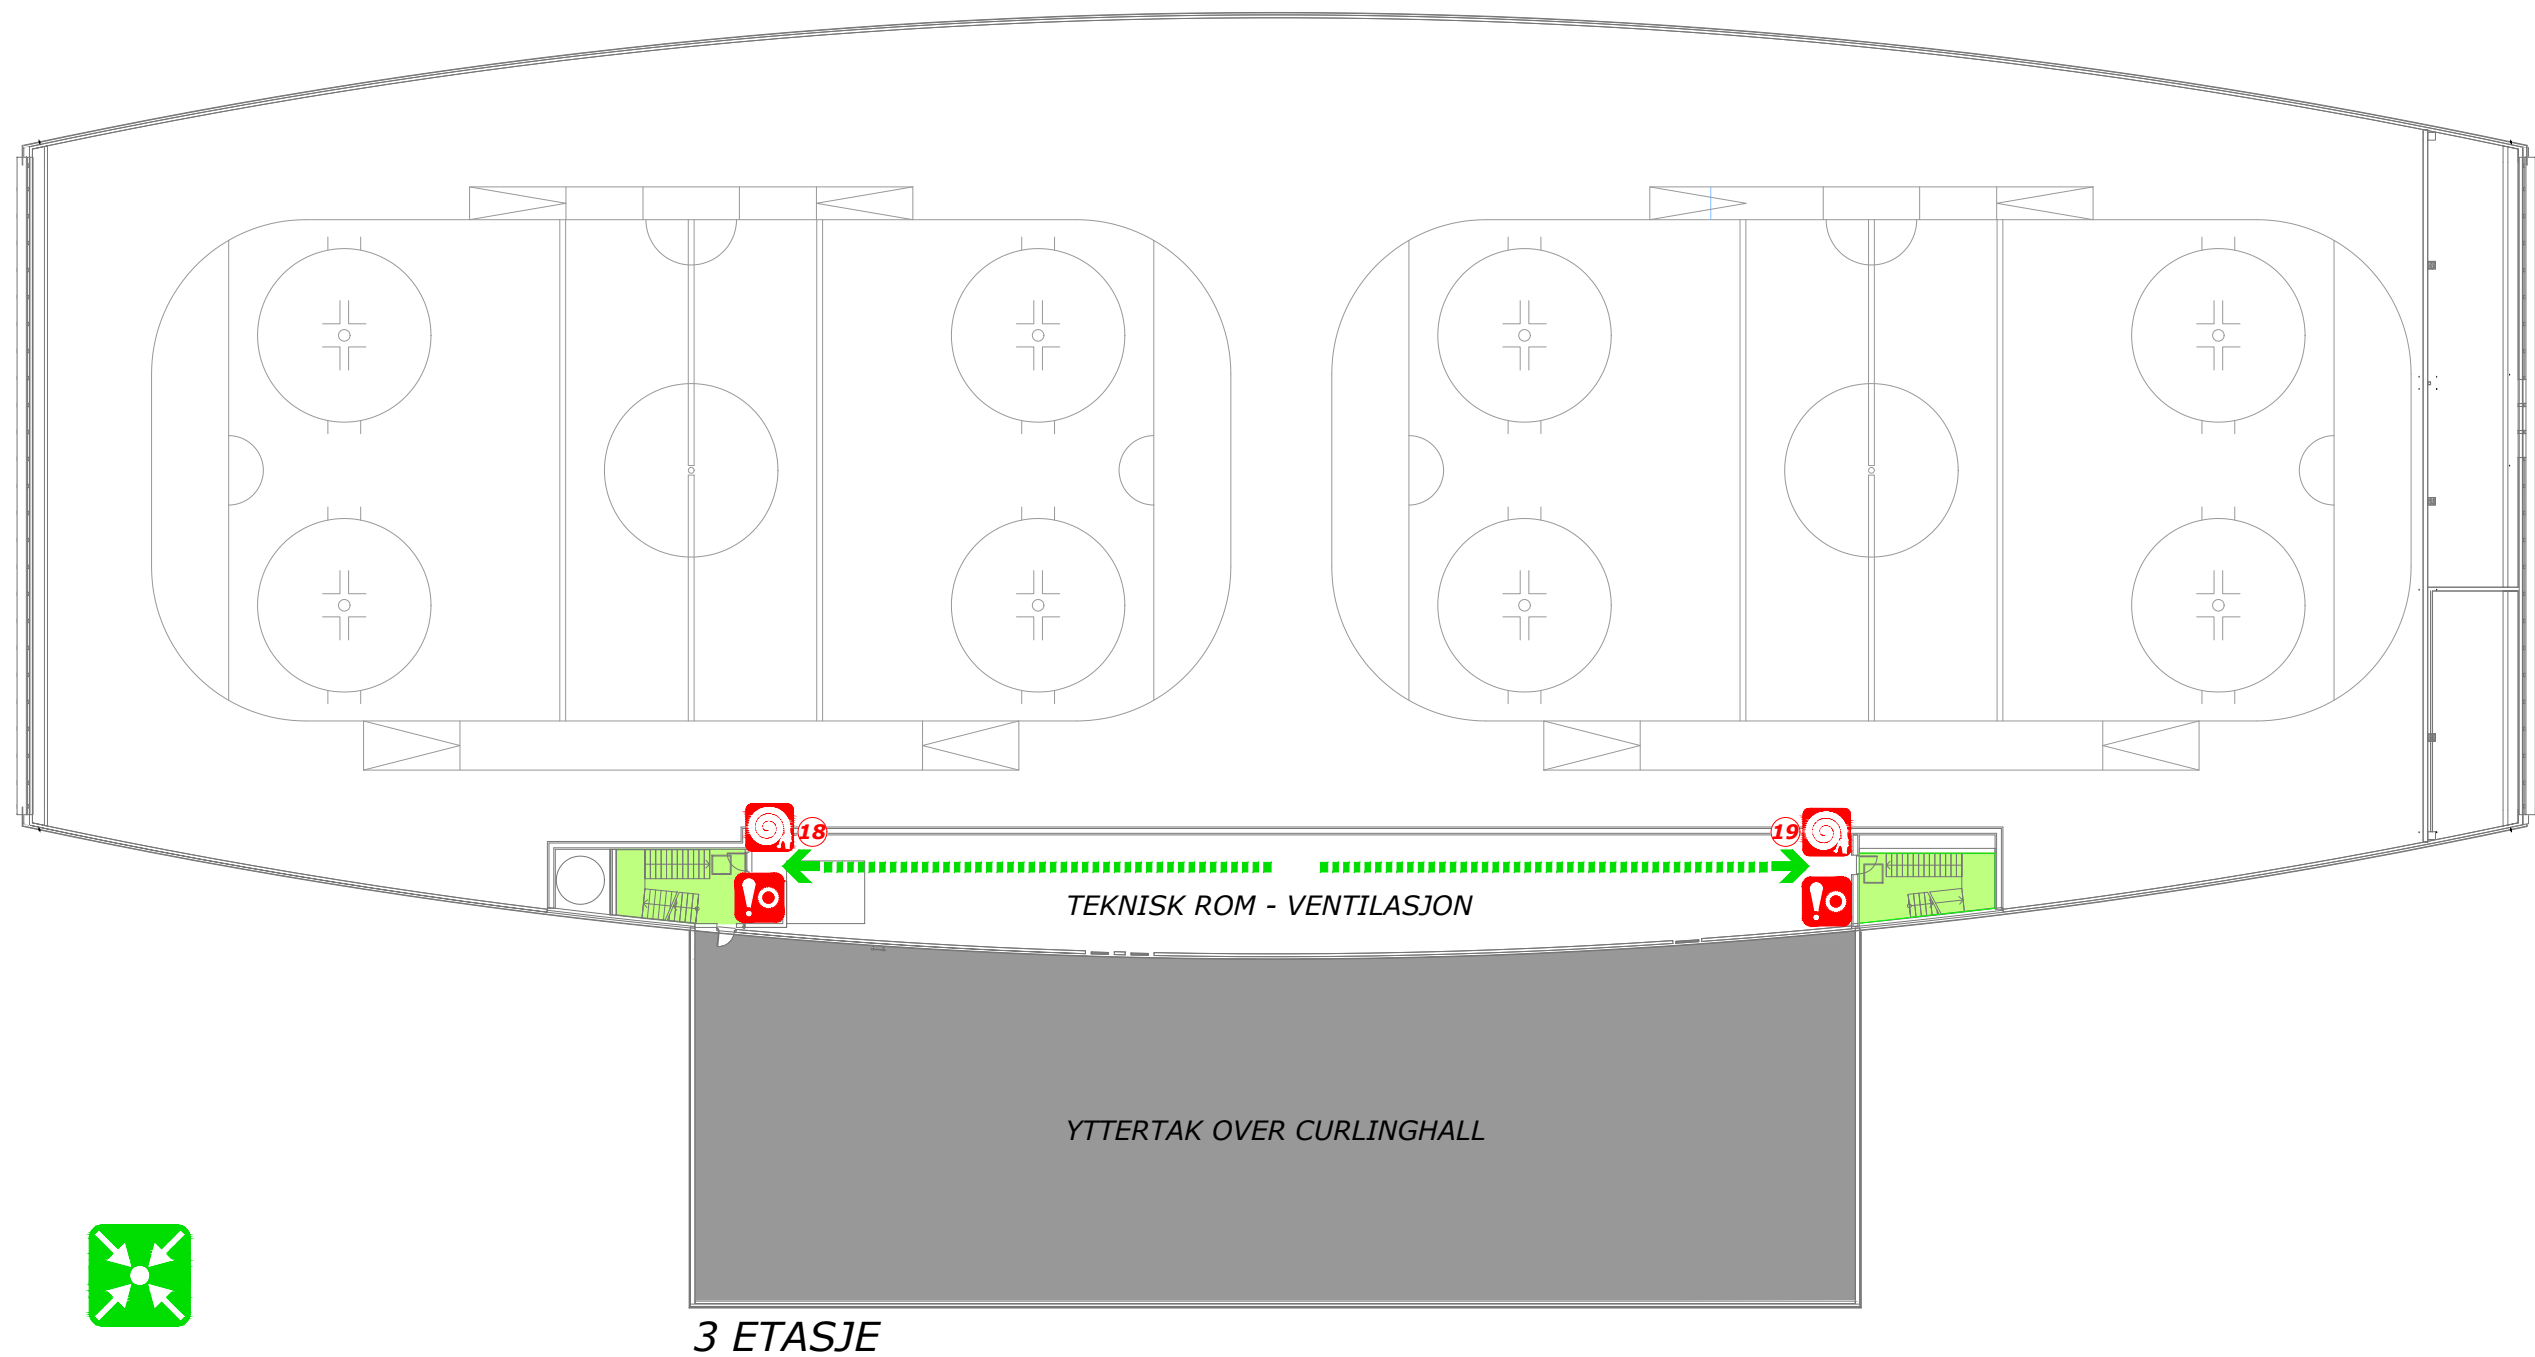 18
19
TEKNISK ROM - VENTILASJON
YTTERTAK OVER CURLINGHALL
3 ETASJE